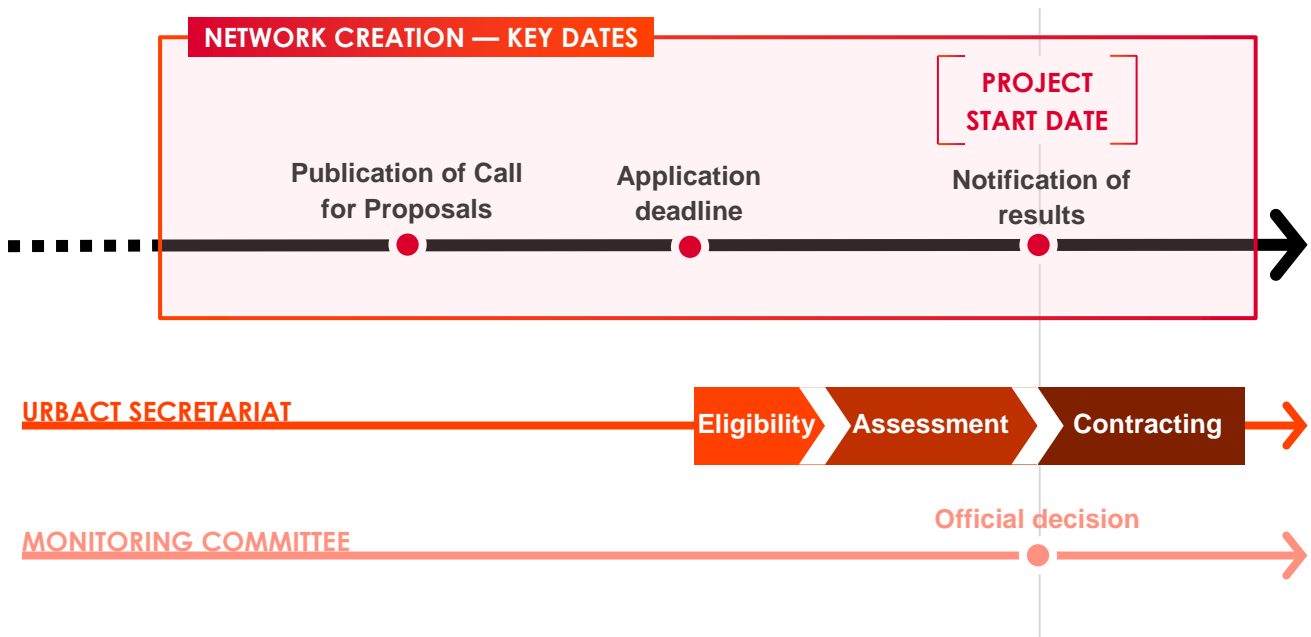 NETWORK CREATION — KEY DATES
PROJECT
START DATE
Publication of Call
for Proposals
Application
deadline
Notification of
results
URBACT SECRETARIAT
Eligibility
Assessment
Contracting
Official decision
MONITORING COMMITTEE